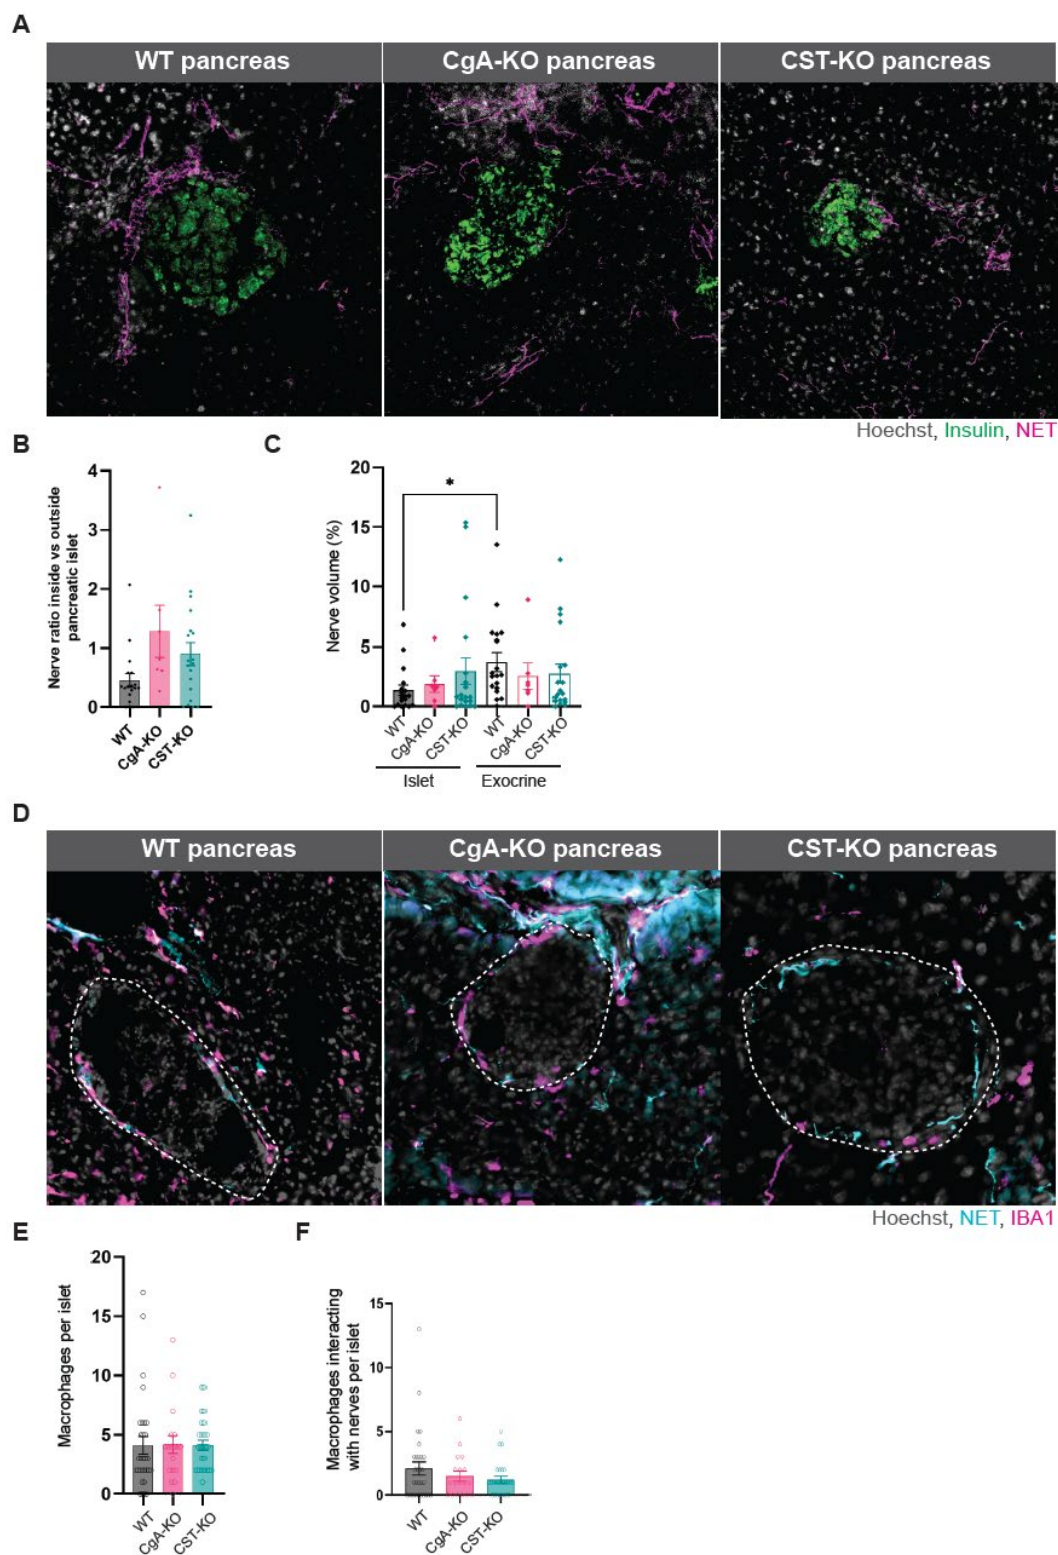 A
WT pancreas
CgA-KO pancreas
CST-KO pancreas
Hoechst, Insulin, NET
B
Nerve ratio inside vs outside
pancreatic islet
4
3
2
1
0
WT
CgA-KO
CST-KO
C
Nerve volume (%)
20
15
10
5
0
*
WT
CgA-KO
CST-KO
WT
CgA-KO
CST-KO
Islet
Exocrine
D
WT pancreas
CgA-KO pancreas
CST-KO pancreas
Hoechst, NET, IBA1
E
Macrophages per islet
20
15
10
5
0
WT
CgA-KO
CST-KO
F
Macrophages interacting
with nerves per islet
15
10
5
0
WT
CgA-KO
CST-KO